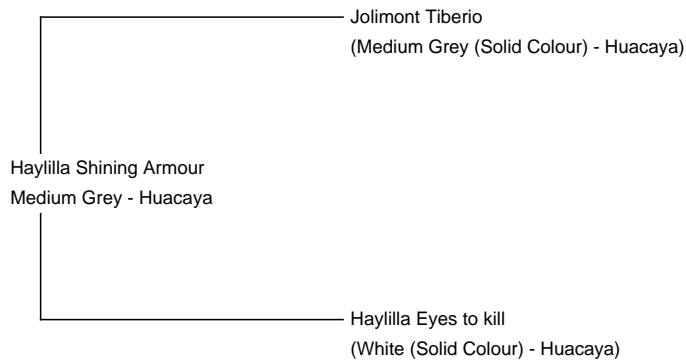 Jolimont Tiberio
(Medium Grey (Solid Colour) - Huacaya)
Haylilla Shining Armour
Medium Grey - Huacaya
Haylilla Eyes to kill
(White (Solid Colour) - Huacaya)